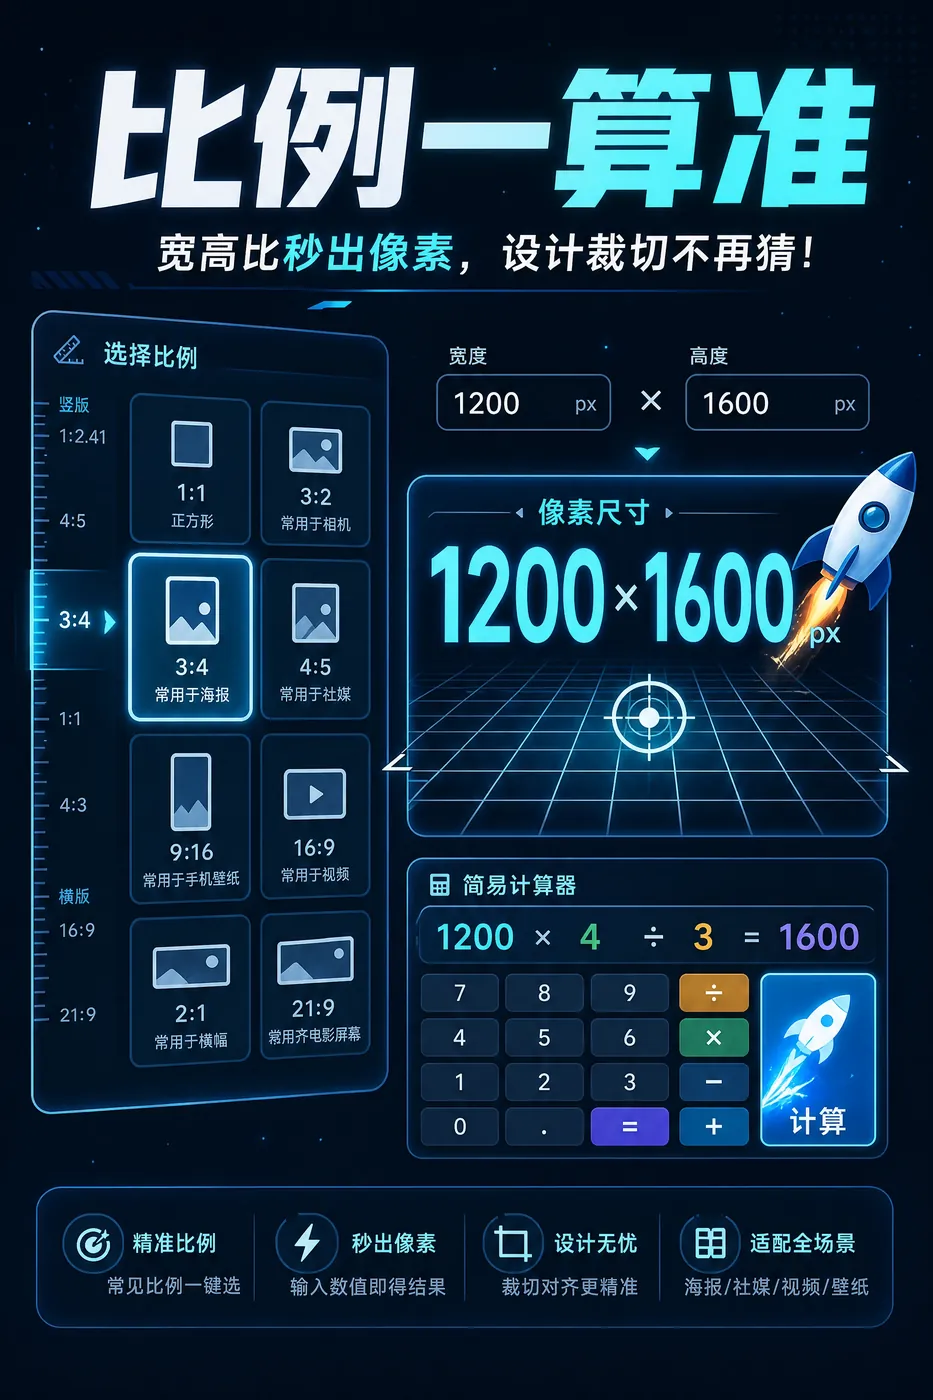 比例一算准
宽高比秒出像素，设计裁切不再猜！
选择比例
竖版
1:2.41
4:5
3:4
1:1
4:3
横版
16:9
21:9
1:1
正方形
3:2
常用于相机
3:4
常用于海报
4:5
常用于社媒
9:16
常用于手机壁纸
16:9
常用于视频
2:1
常用于横幅
21:9
常用齐电影屏幕
宽度
高度
1200 px × 1600 px
像素尺寸
1200×1600 px
简易计算器
1200 × 4 ÷ 3 = 1600
7 8 9 ÷
4 5 6 ×
1 2 3 −
0 . = +
计算
精准比例
常见比例一键选
秒出像素
输入数值即得结果
设计无忧
裁切对齐更精准
适配全场景
海报/社媒/视频/壁纸